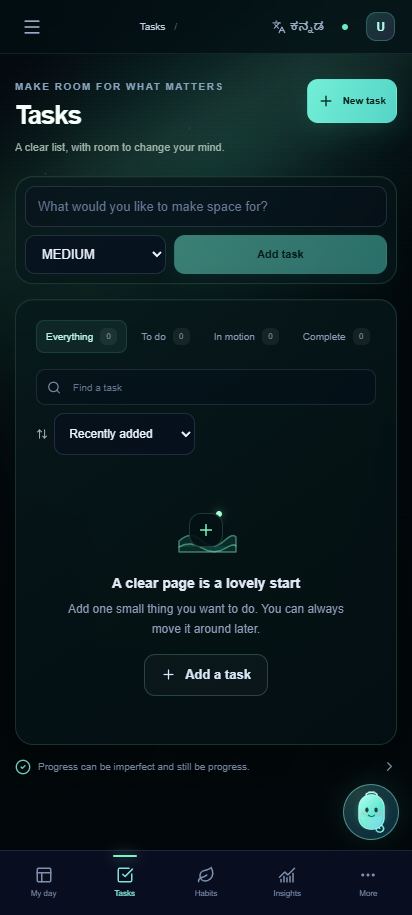 Tasks /
ಕನ್ನಡ
U
MAKE ROOM FOR WHAT MATTERS
Tasks
New task
A clear list, with room to change your mind.
What would you like to make space for?
MEDIUM
Add task
Everything 0 To do 0 In motion 0 Complete 0
Find a task
Recently added
A clear page is a lovely start
Add one small thing you want to do. You can always
move it around later.
Add a task
Progress can be imperfect and still be progress.
My day Tasks Habits Insights More